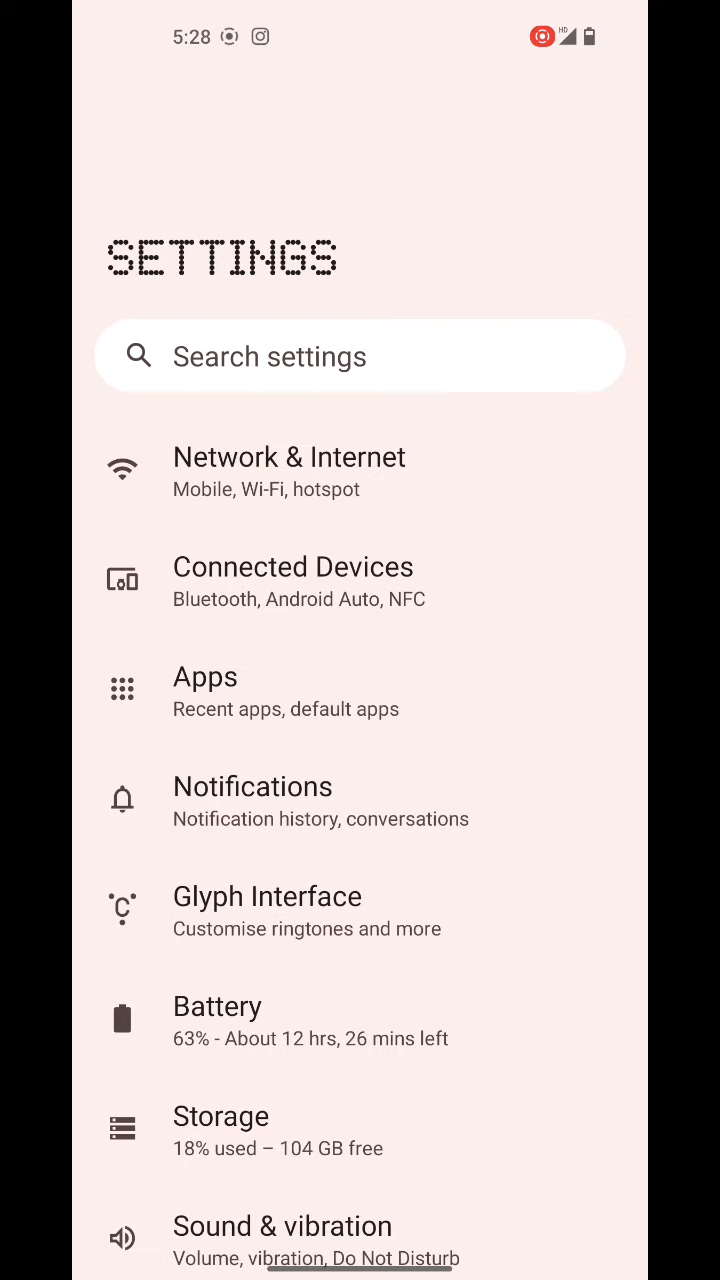 5:28
HD
SETTINGS
Search settings
Network & Internet
Mobile, Wi-Fi, hotspot
Connected Devices
Bluetooth, Android Auto, NFC
Apps
Recent apps, default apps
Notifications
Notification history, conversations
Glyph Interface
Customise ringtones and more
Battery
63% - About 12 hrs, 26 mins left
Storage
18% used – 104 GB free
Sound & vibration
Volume, vibration, Do Not Disturb